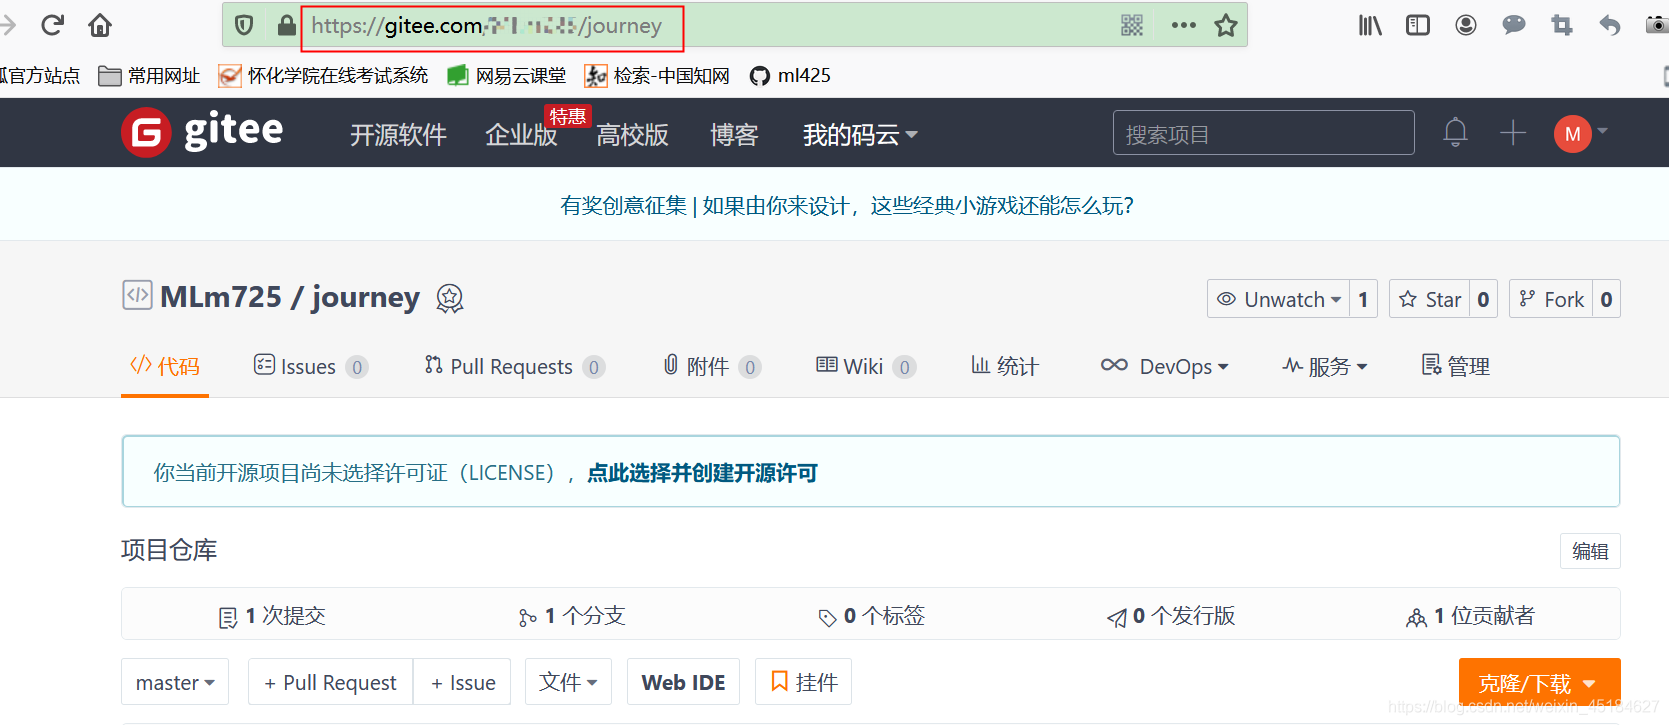 https://gitee.com/ /journey
狐官方站点 常用网址 怀化学院在线考试系统 网易云课堂 检索-中国知网 ml425
gitee 开源软件 企业版 特惠 高校版 博客 我的码云 搜索项目 M
有奖创意征集 | 如果由你来设计，这些经典小游戏还能怎么玩？
MLm725 / journey Unwatch 1 Star 0 Fork 0
代码 Issues 0 Pull Requests 0 附件 0 Wiki 0 统计 DevOps 服务 管理
你当前开源项目尚未选择许可证（LICENSE），点此选择并创建开源许可
项目仓库 编辑
1 次提交 1 个分支 0 个标签 0 个发行版 1 位贡献者
master + Pull Request + Issue 文件 Web IDE 挂件 克隆/下载
https://blog.csdn.net/weixin_45184627